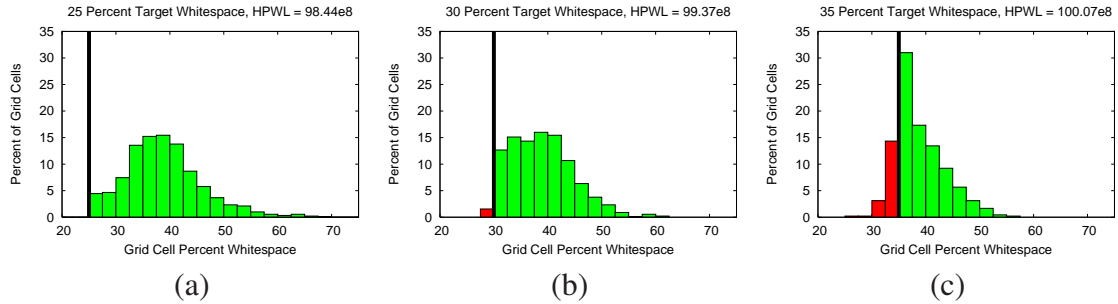 25 Percent Target Whitespace, HPWL = 98.44e8
35
30
25
20
15
10
5
0
Percent of Grid Cells
20 30 40 50 60 70
Grid Cell Percent Whitespace
(a)
30 Percent Target Whitespace, HPWL = 99.37e8
35
30
25
20
15
10
5
0
Percent of Grid Cells
20 30 40 50 60 70
Grid Cell Percent Whitespace
(b)
35 Percent Target Whitespace, HPWL = 100.07e8
35
30
25
20
15
10
5
0
Percent of Grid Cells
20 30 40 50 60 70
Grid Cell Percent Whitespace
(c)